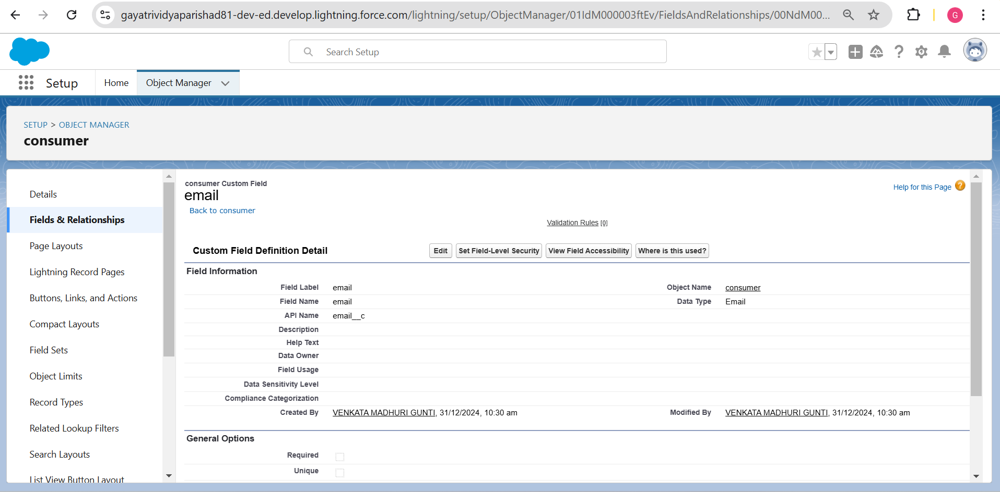 gayatrividyaparishad81-dev-ed.develop.lightning.force.com/lightning/setup/ObjectManager/01IdM000003ftEv/FieldsAndRelationships/00NdM00...
G
Search Setup
Setup
Home
Object Manager
SETUP > OBJECT MANAGER
consumer
Details
Fields & Relationships
Page Layouts
Lightning Record Pages
Buttons, Links, and Actions
Compact Layouts
Field Sets
Object Limits
Record Types
Related Lookup Filters
Search Layouts
List View Button Layout
consumer Custom Field
email
Back to consumer
Help for this Page ?
Validation Rules [0]
Custom Field Definition Detail
Edit
Set Field-Level Security
View Field Accessibility
Where is this used?
Field Information
Field Label email Object Name consumer
Field Name email Data Type Email
API Name email__c
Description
Help Text
Data Owner
Field Usage
Data Sensitivity Level
Compliance Categorization
Created By VENKATA MADHURI GUNTI, 31/12/2024, 10:30 am Modified By VENKATA MADHURI GUNTI, 31/12/2024, 10:30 am
General Options
Required
Unique